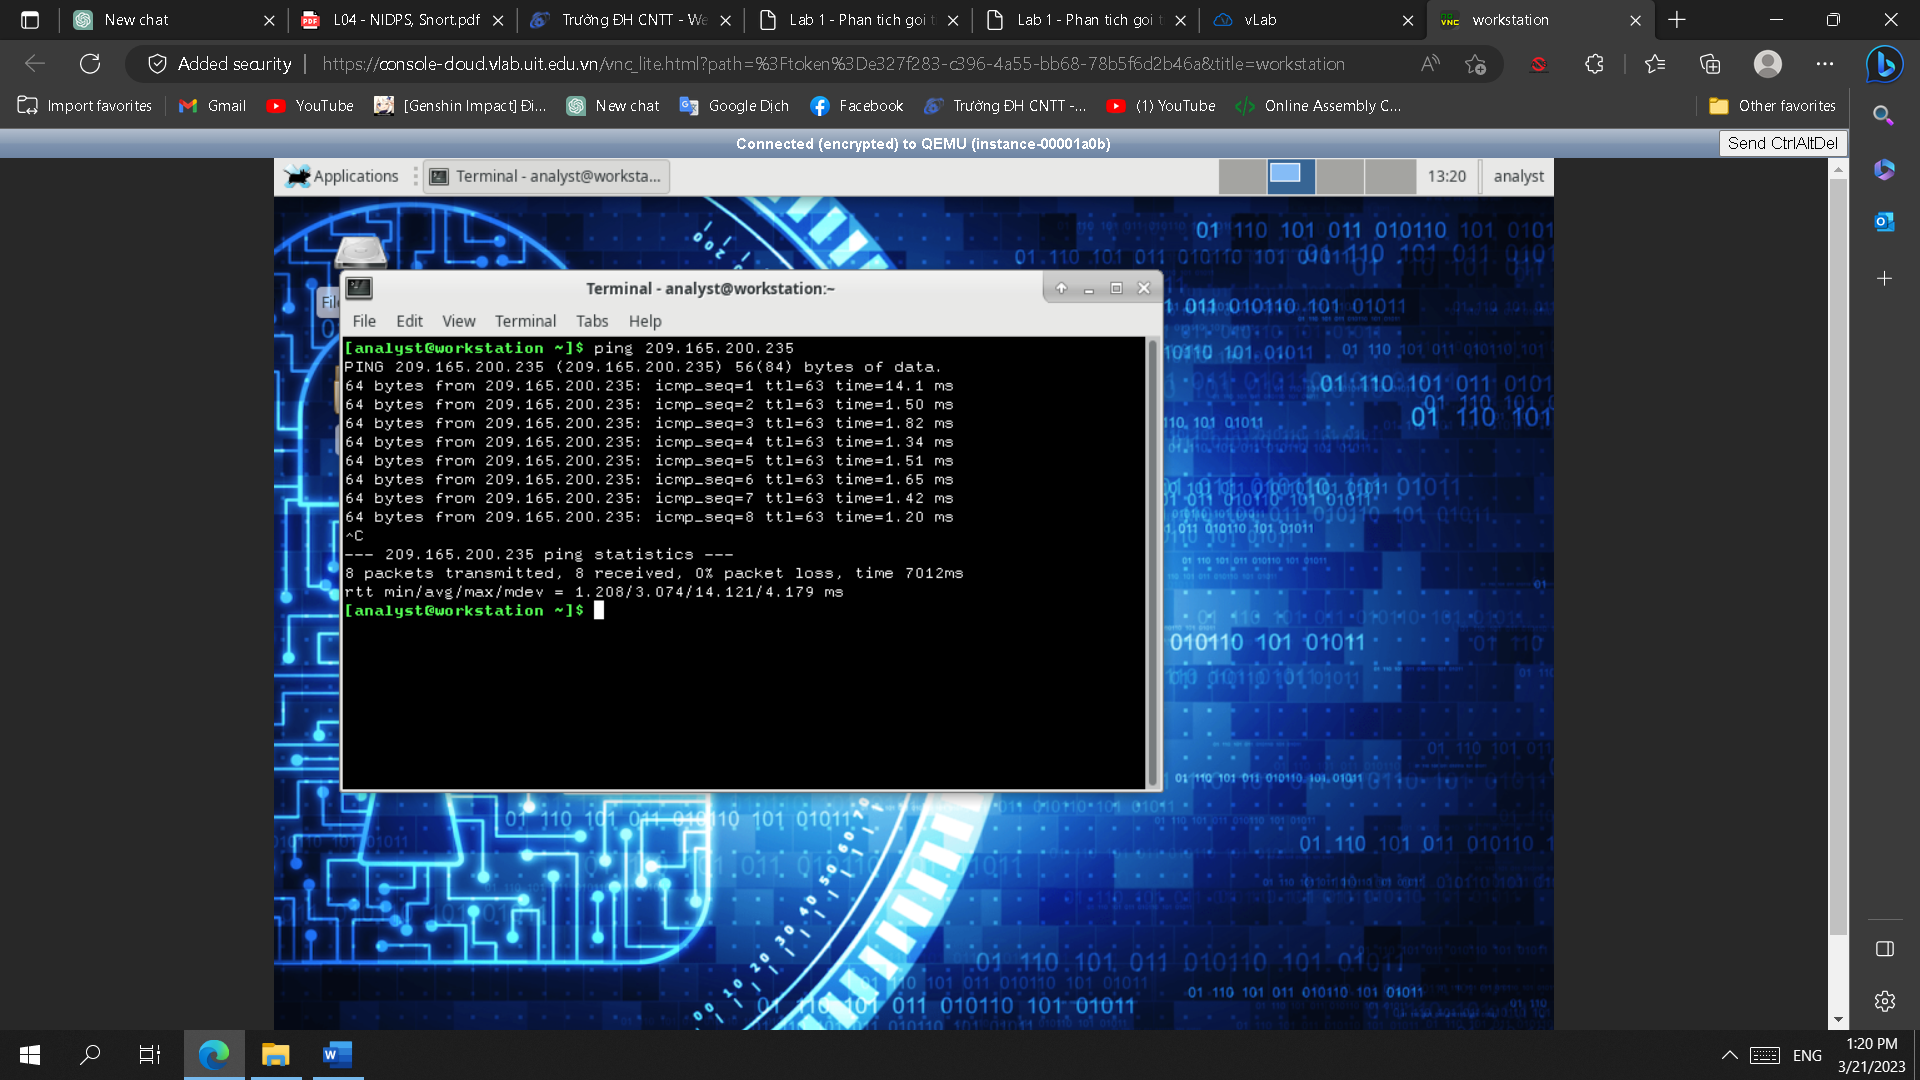 New chat
L04 - NIDPS, Snort.pdf
Trường ĐH CNTT - We
Lab 1 - Phan tich goi t
Lab 1 - Phan tich goi t
vLab
workstation
Added security
https://console-cloud.vlab.uit.edu.vn/vnc_lite.html?path=%3Ftoken%3De327f283-c396-4a55-bb68-78b5f6d2b46a&title=workstation
Import favorites
Gmail
YouTube
[Genshin Impact] Đi...
New chat
Google Dịch
Facebook
Trường ĐH CNTT -...
(1) YouTube
Online Assembly C...
Other favorites
Connected (encrypted) to QEMU (instance-00001a0b)
Send CtrlAltDel
Applications
Terminal - analyst@worksta...
13:20
analyst
Terminal - analyst@workstation:~
File Edit View Terminal Tabs Help
[analyst@workstation ~]$ ping 209.165.200.235
PING 209.165.200.235 (209.165.200.235) 56(84) bytes of data.
64 bytes from 209.165.200.235: icmp_seq=1 ttl=63 time=14.1 ms
64 bytes from 209.165.200.235: icmp_seq=2 ttl=63 time=1.50 ms
64 bytes from 209.165.200.235: icmp_seq=3 ttl=63 time=1.82 ms
64 bytes from 209.165.200.235: icmp_seq=4 ttl=63 time=1.34 ms
64 bytes from 209.165.200.235: icmp_seq=5 ttl=63 time=1.51 ms
64 bytes from 209.165.200.235: icmp_seq=6 ttl=63 time=1.65 ms
64 bytes from 209.165.200.235: icmp_seq=7 ttl=63 time=1.42 ms
64 bytes from 209.165.200.235: icmp_seq=8 ttl=63 time=1.20 ms
^C
--- 209.165.200.235 ping statistics ---
8 packets transmitted, 8 received, 0% packet loss, time 7012ms
rtt min/avg/max/mdev = 1.208/3.074/14.121/4.179 ms
[analyst@workstation ~]$
ENG
1:20 PM
3/21/2023